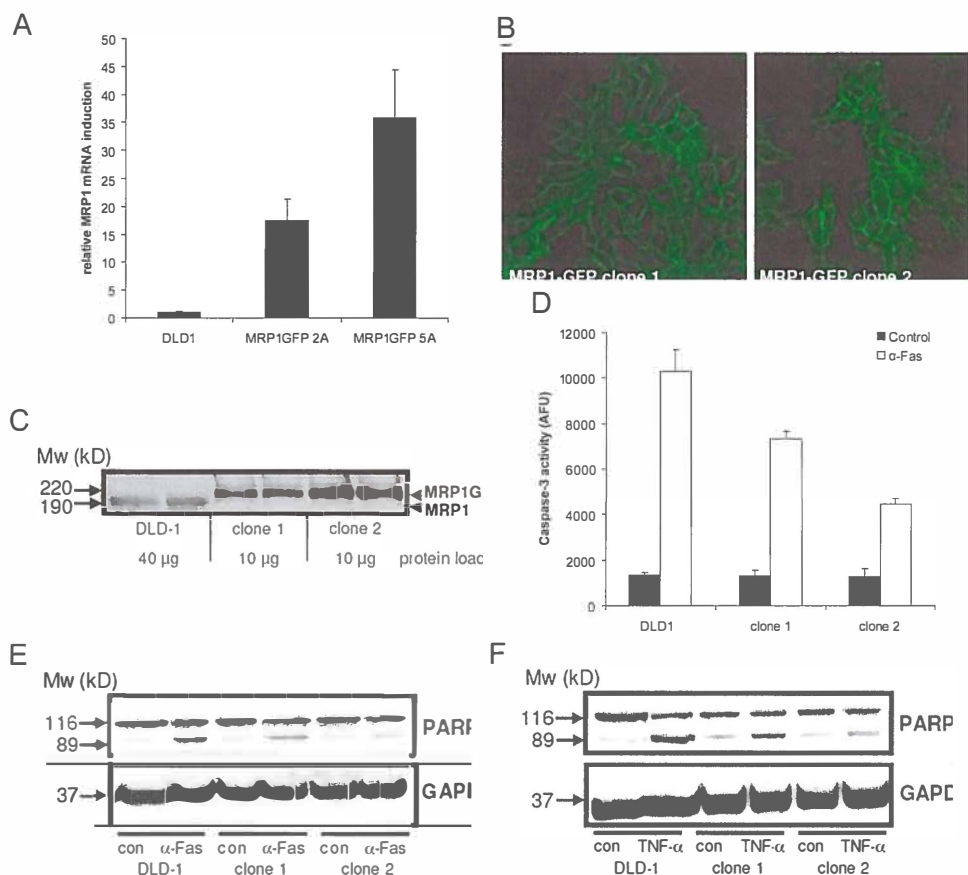 A
relative MRP1 mRNA induction
50
45
40
35
30
25
20
15
10
5
0
DLD1
MRP1GFP 2A
MRP1GFP 5A
B
MRP1-GFP clone 1
MRP1-GFP clone 2
C
Mw (kD)
220
190
MRP1G
MRP1
DLD-1
clone 1
clone 2
40 µg
10 µg
10 µg
protein load
D
Caspase-3 activity (AFU)
12000
10000
8000
6000
4000
2000
0
Control
α-Fas
DLD1
clone 1
clone 2
E
Mw (kD)
116
89
PARP
37
GAPD
con α-Fas con α-Fas con α-Fas
DLD-1 clone 1 clone 2
F
Mw (kD)
116
89
PARP
37
GAPD
con TNF-α con TNF-α con TNF-α
DLD-1 clone 1 clone 2